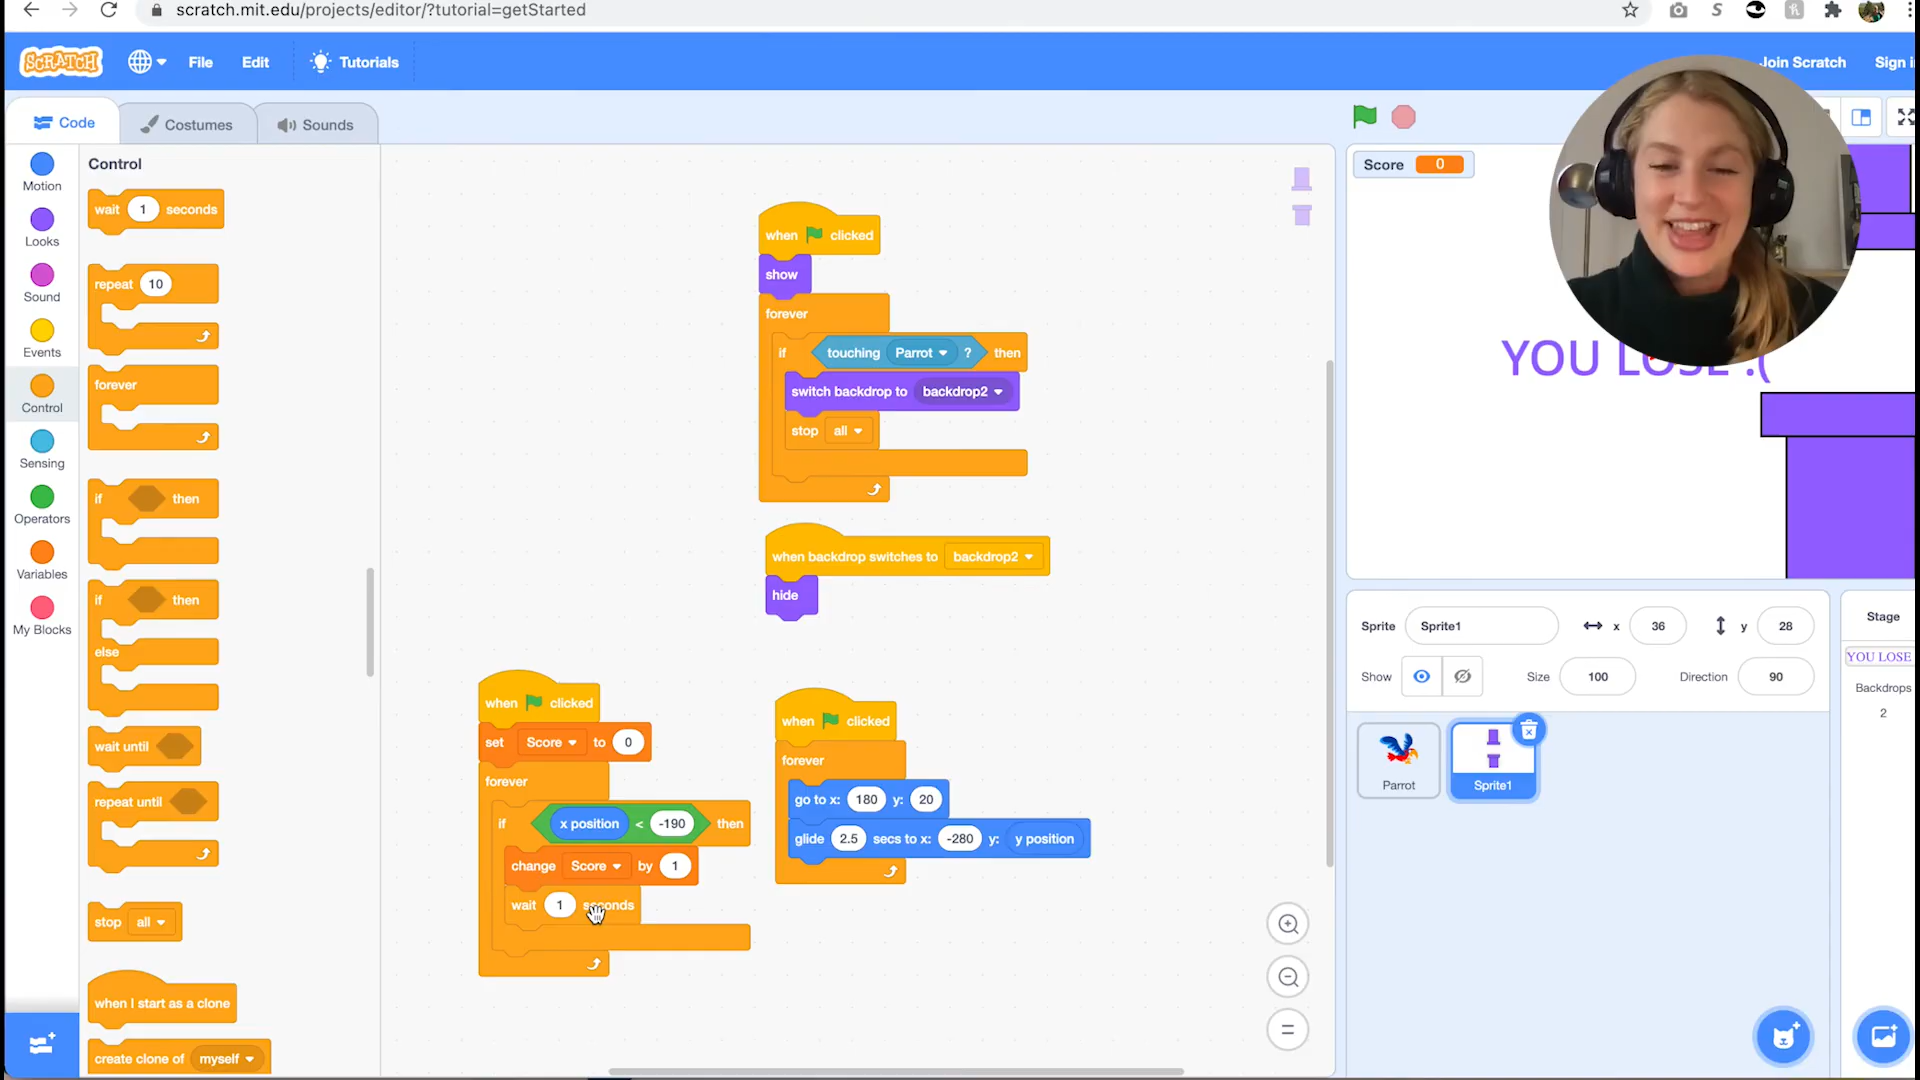 scratch.mit.edu/projects/editor/?tutorial=getStarted
SCRATCH
File
Edit
Tutorials
Join Scratch
Code
Costumes
Sounds
Motion
Looks
Sound
Events
Control
Sensing
Operators
Variables
My Blocks
Control
wait 1 seconds
repeat 10
forever
if then
if then
else
wait until
repeat until
stop all
when I start as a clone
create clone of myself
when clicked
show
forever
if touching Parrot ? then
switch backdrop to backdrop2
stop all
when backdrop switches to backdrop2
hide
when clicked
set Score to 0
forever
if x position < -190 then
change Score by 1
wait 1 seconds
when clicked
forever
go to x: 180 y: 20
glide 2.5 secs to x: -280 y: y position
Score 0
YOU LOSE :(
Sprite Sprite1 x 36 y 28
Show Size 100 Direction 90
Parrot
Sprite1
Stage
YOU LOSE
Backdrops
2